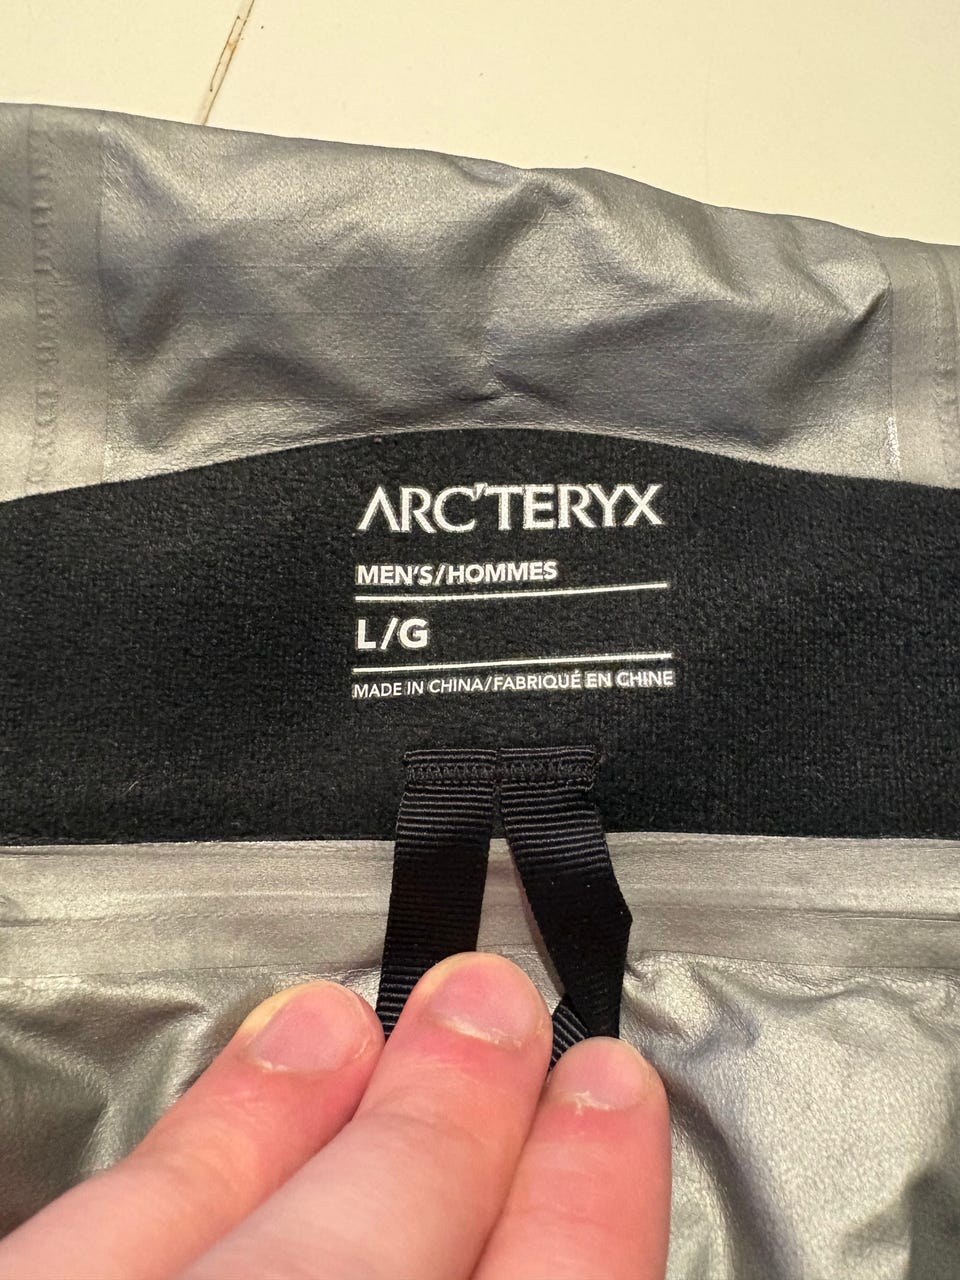 ARC'TERYX
MEN'S/HOMMES
L/G
MADE IN CHINA/FABRIQUÉ EN CHINE